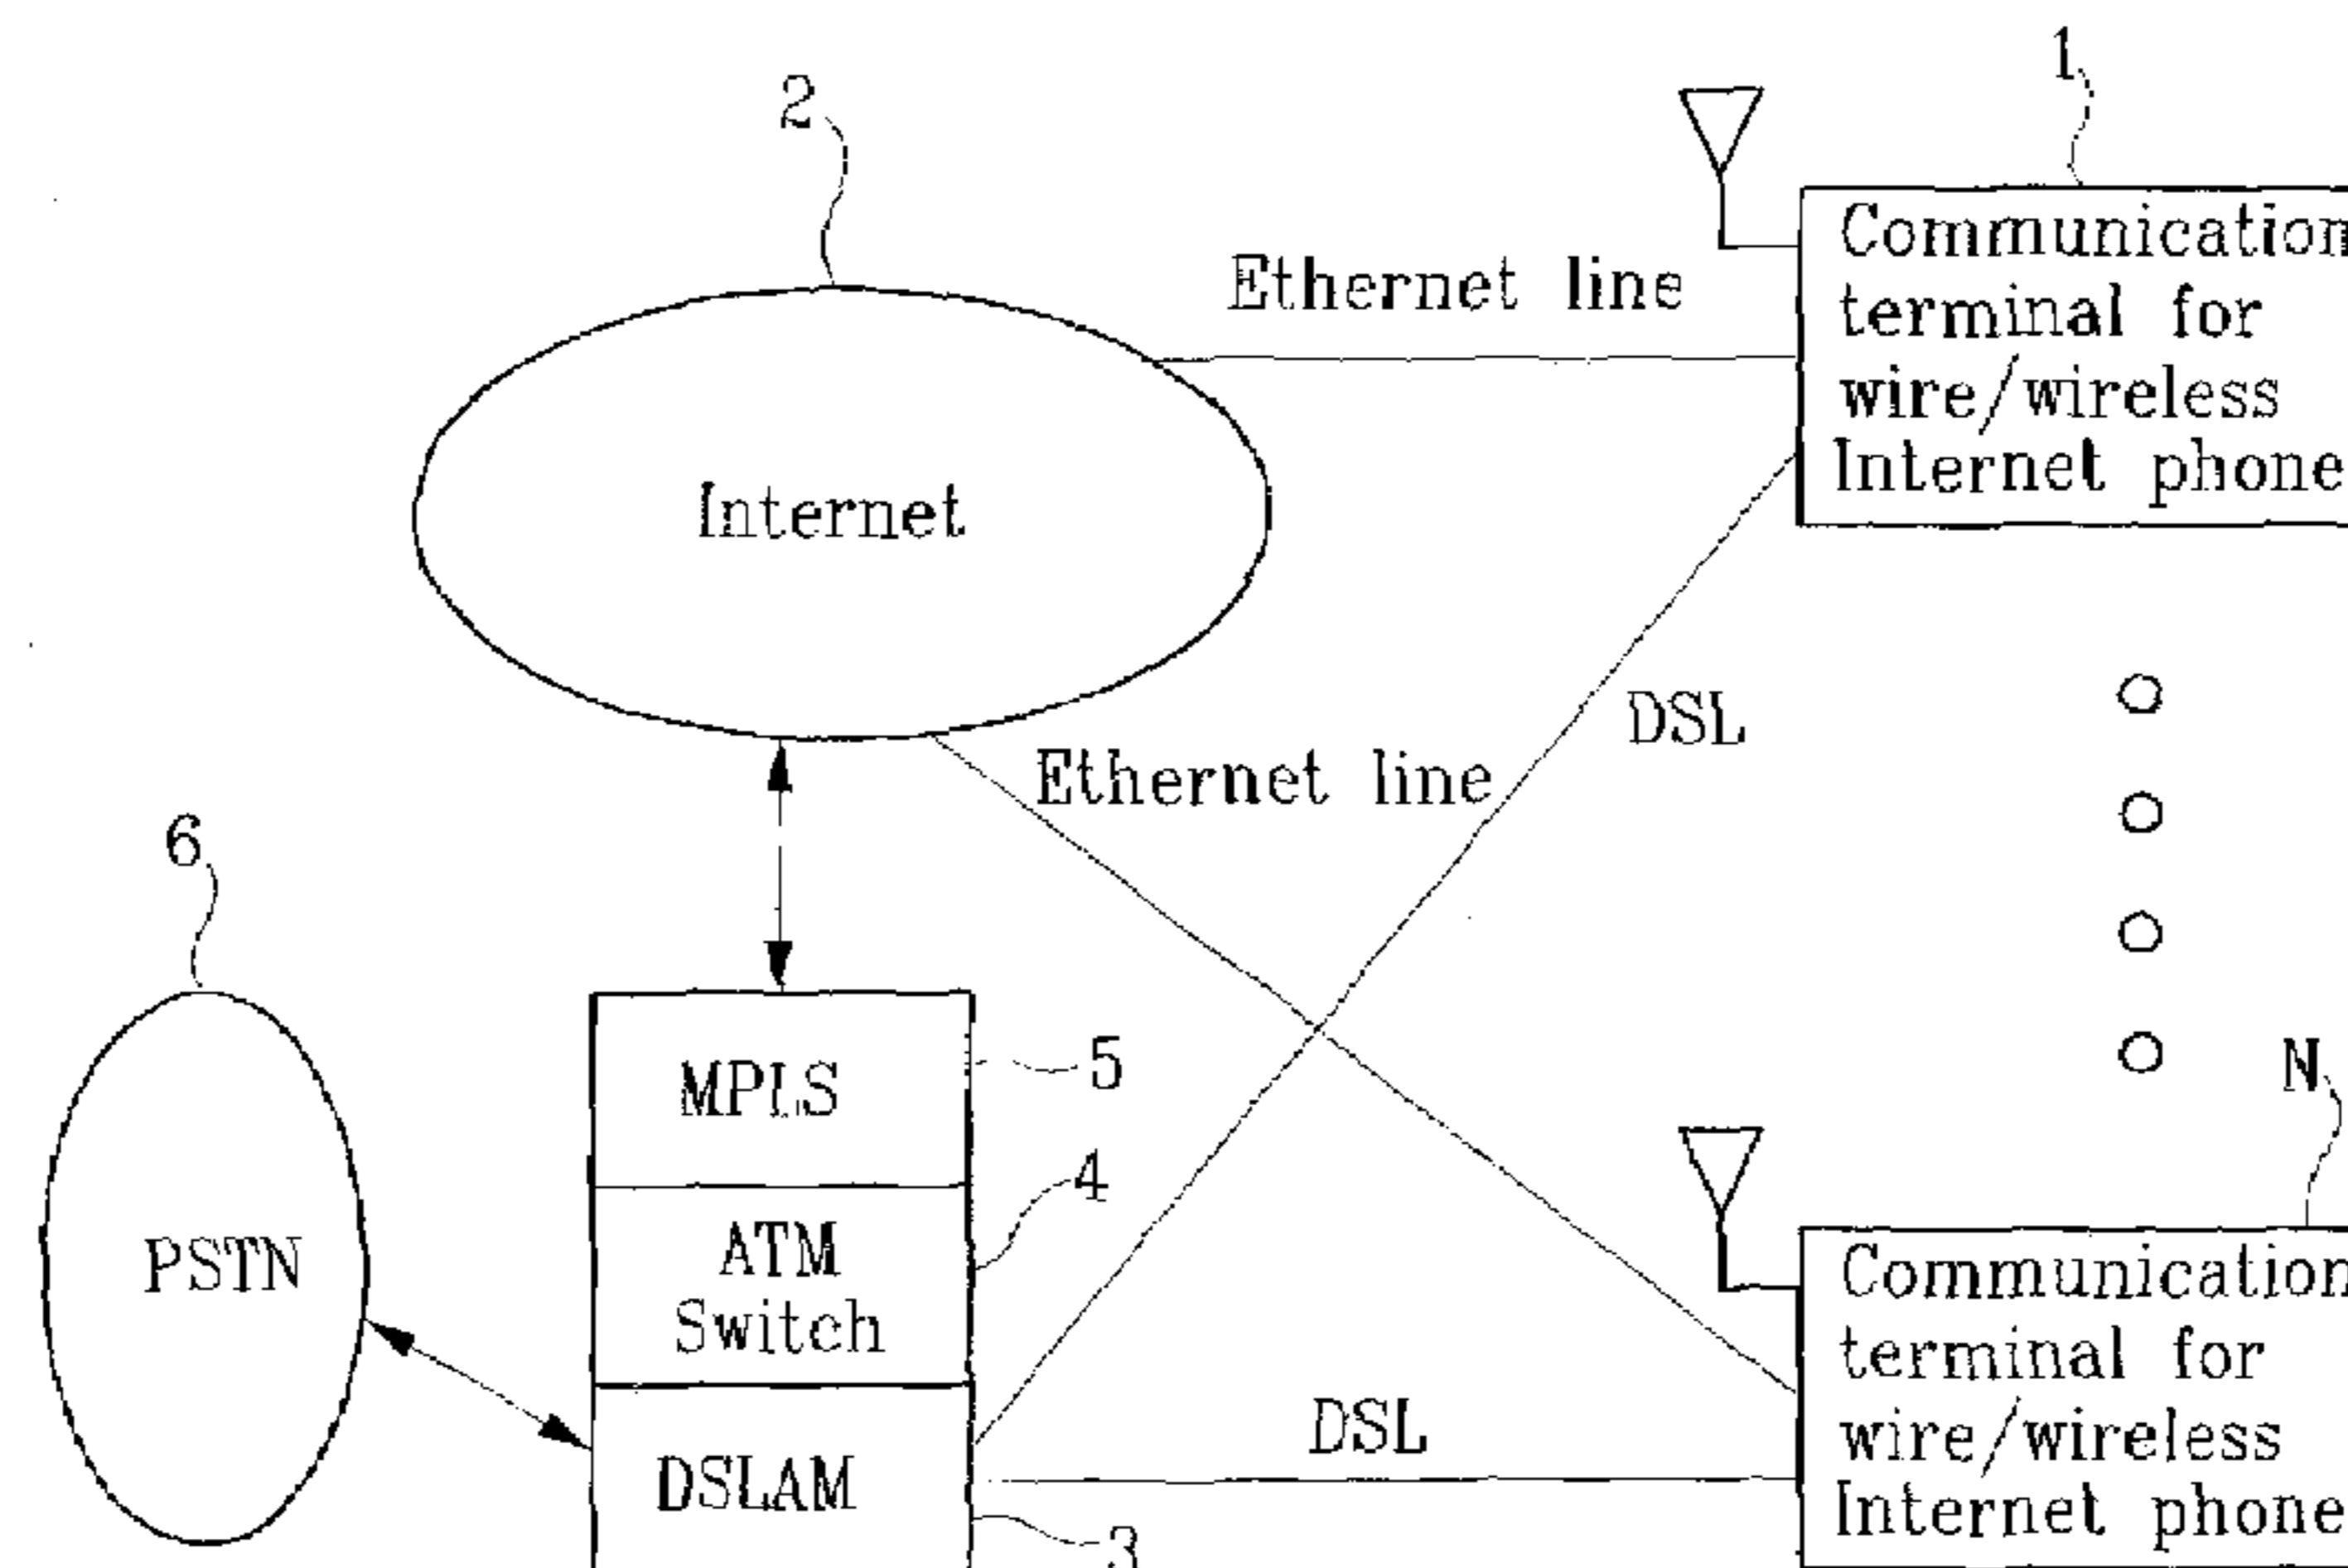 1
2
Communication
terminal for
wire/wireless
Internet phone
Ethernet line
Internet
DSL
Ethernet line
6
N
MPLS
5
4
ATM
Switch
PSTN
Communication
terminal for
wire/wireless
Internet phone
DSL
DSLAM
3